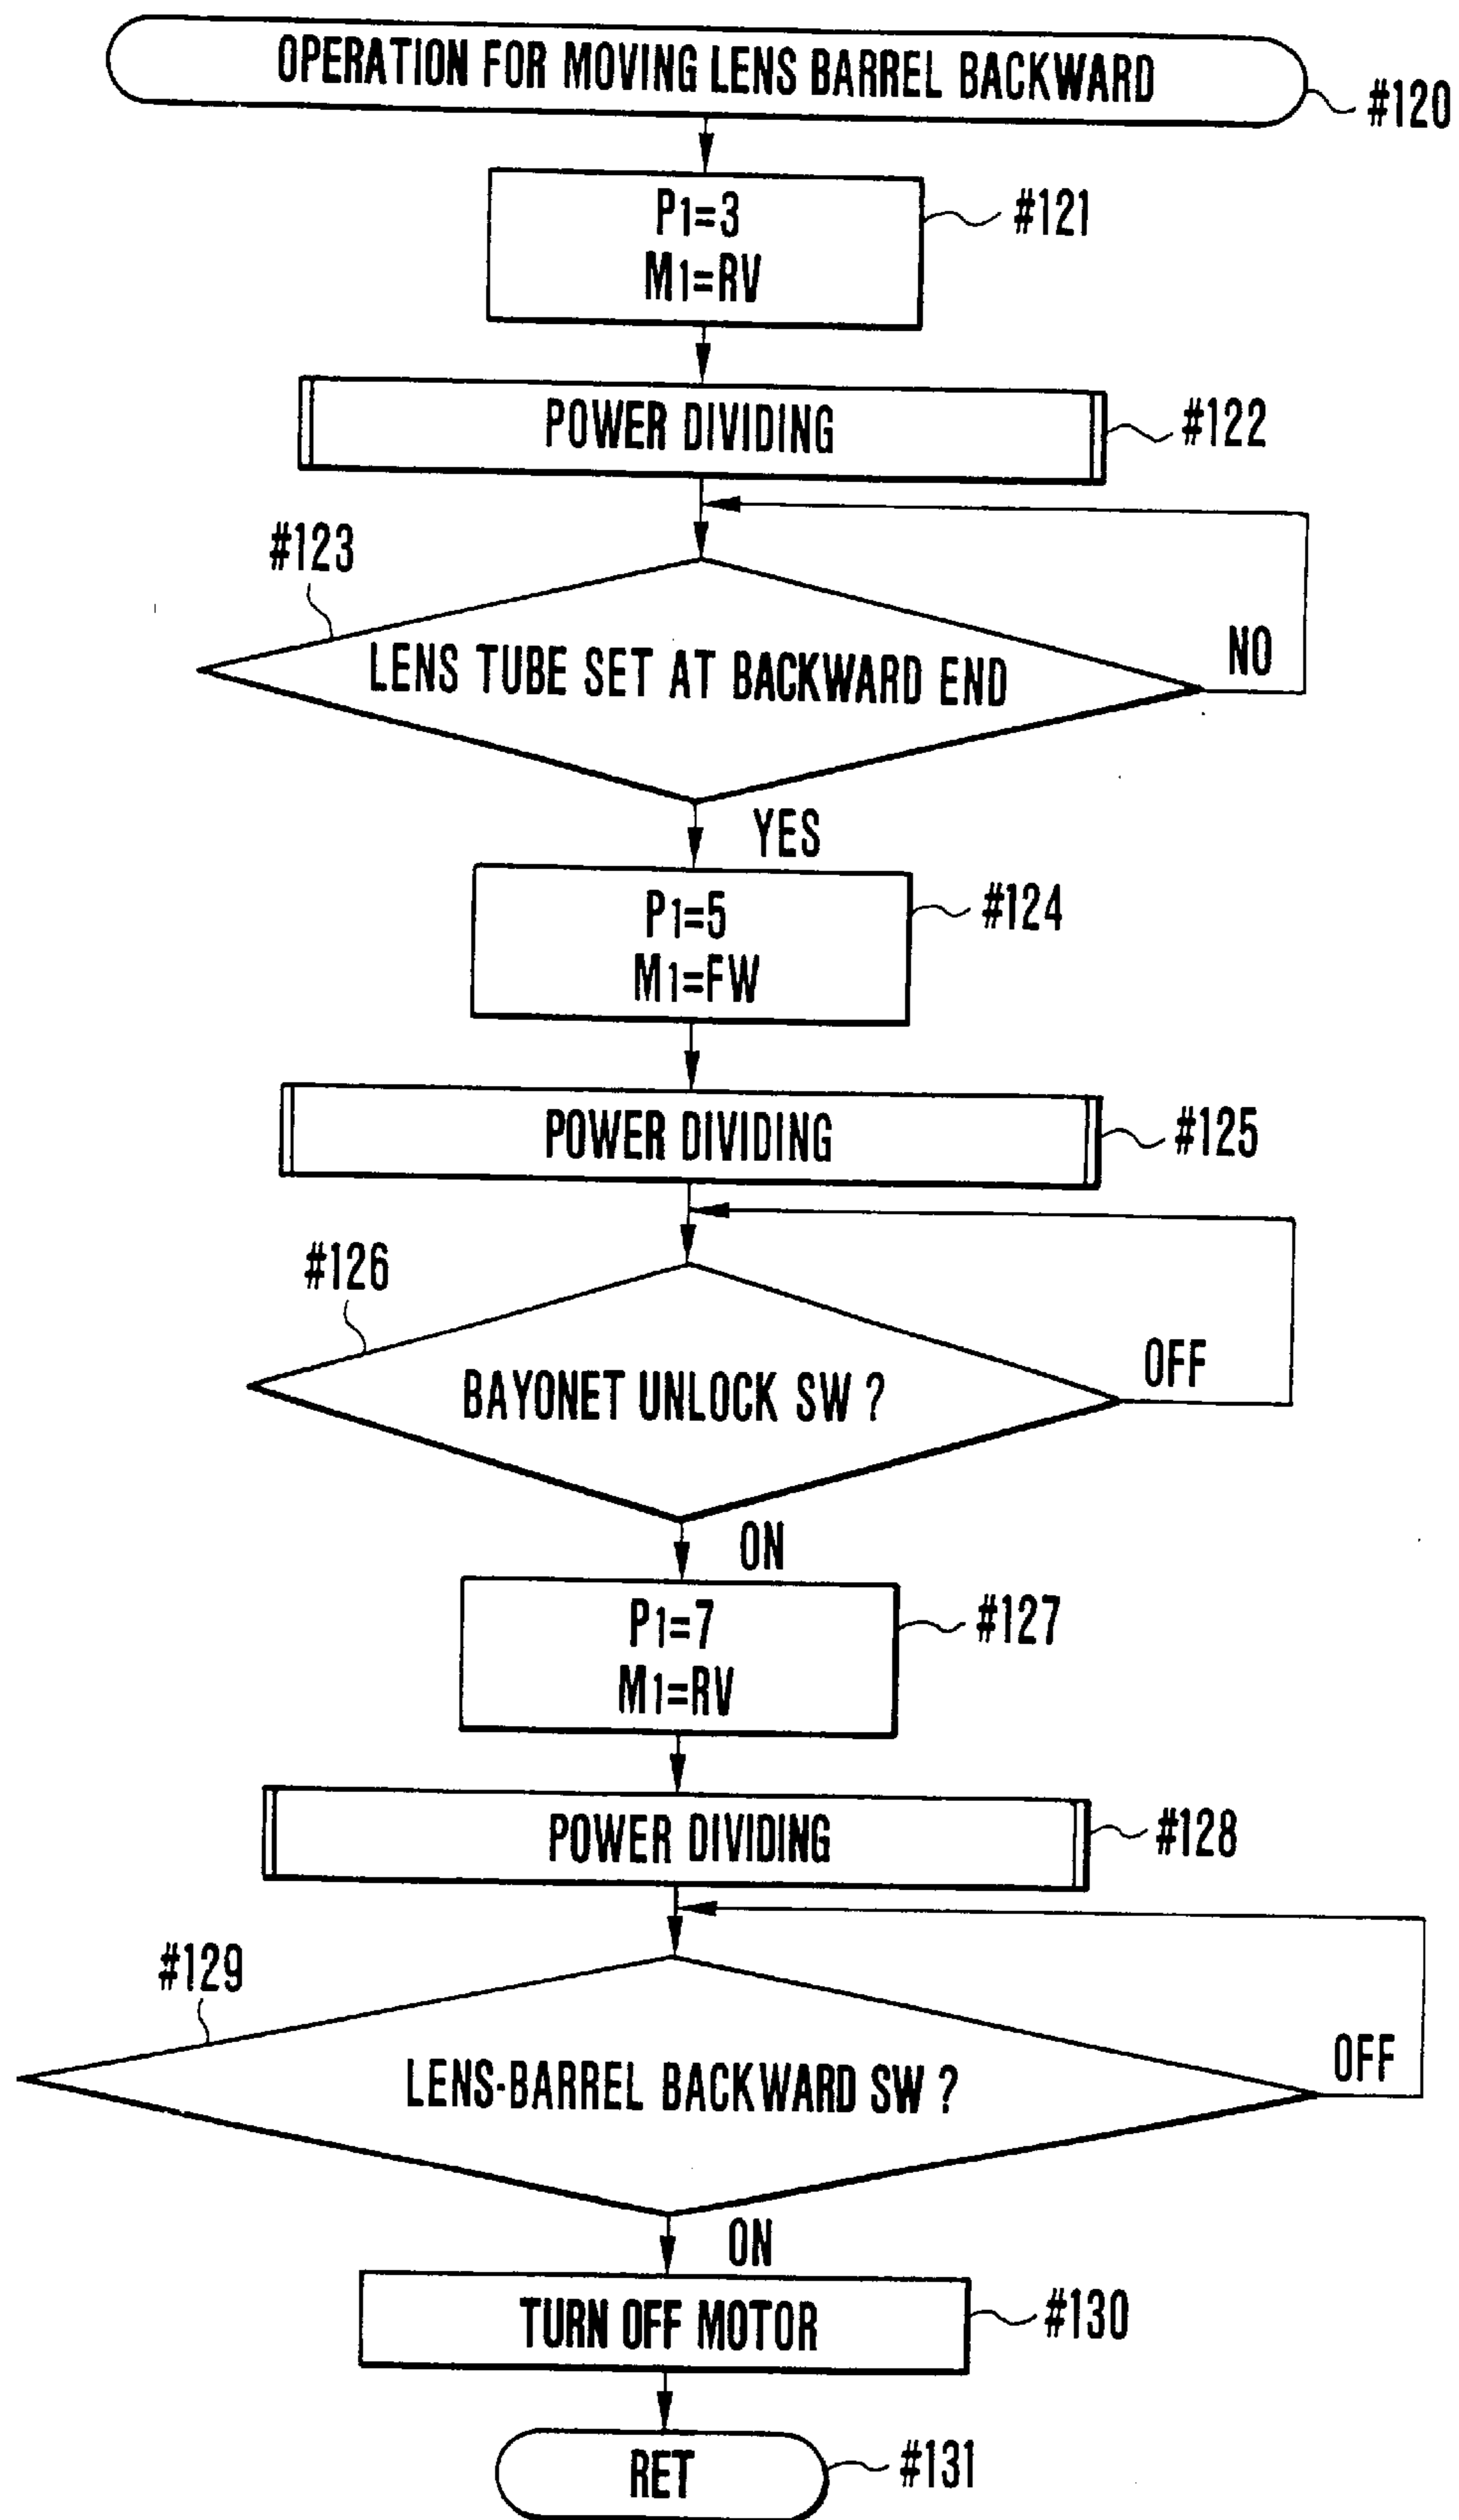 OPERATION FOR MOVING LENS BARREL BACKWARD
#120
P1=3
#121
M1=RV
POWER DIVIDING
#122
#123
LENS TUBE SET AT BACKWARD END
NO
YES
P1=5
#124
M1=FW
POWER DIVIDING
#125
#126
BAYONET UNLOCK SW ?
OFF
ON
P1=7
#127
M1=RV
POWER DIVIDING
#128
#129
LENS-BARREL BACKWARD SW ?
OFF
ON
TURN OFF MOTOR
#130
RET
#131